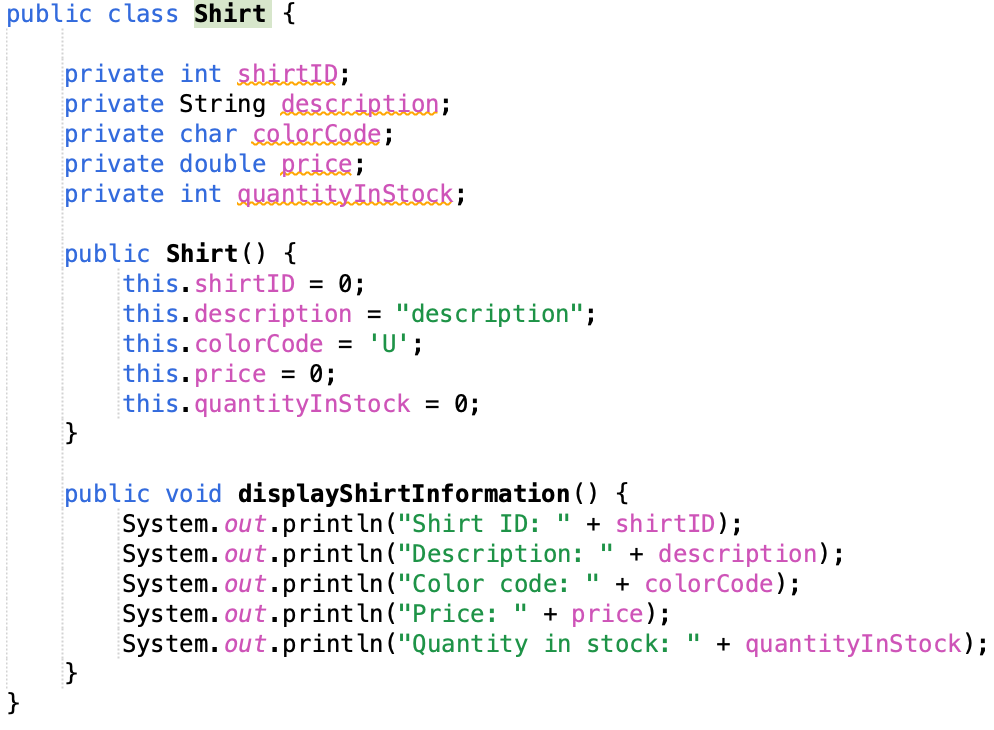 public class Shirt {
private int shirtID;
private String description;
private char colorCode;
private double price;
private int quantityInStock;
public Shirt() {
this.shirtID = 0;
this.description = "description";
this.colorCode = 'U';
this.price = 0;
this.quantityInStock = 0;
}
public void displayShirtInformation() {
System.out.println("Shirt ID: " + shirtID);
System.out.println("Description: " + description);
System.out.println("Color code: " + colorCode);
System.out.println("Price: " + price);
System.out.println("Quantity in stock: " + quantityInStock);
}
}